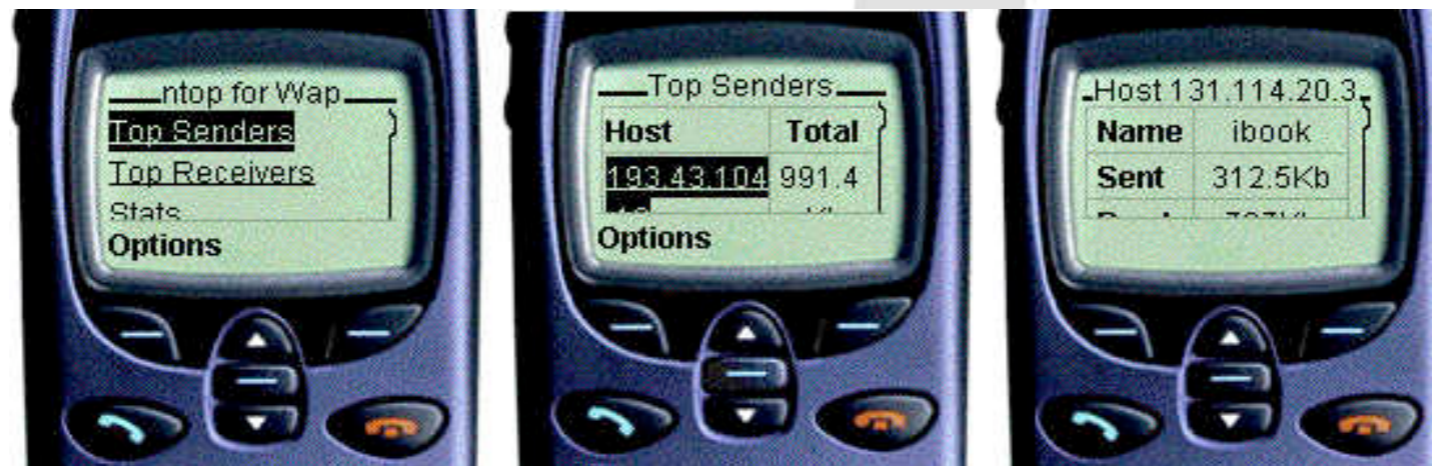 ntop for Wap
Top Senders
Top Receivers
Stats
Options
Top Senders
Host Total
193.43.104 991.4
Options
Host 131.114.20.3
Name ibook
Sent 312.5Kb